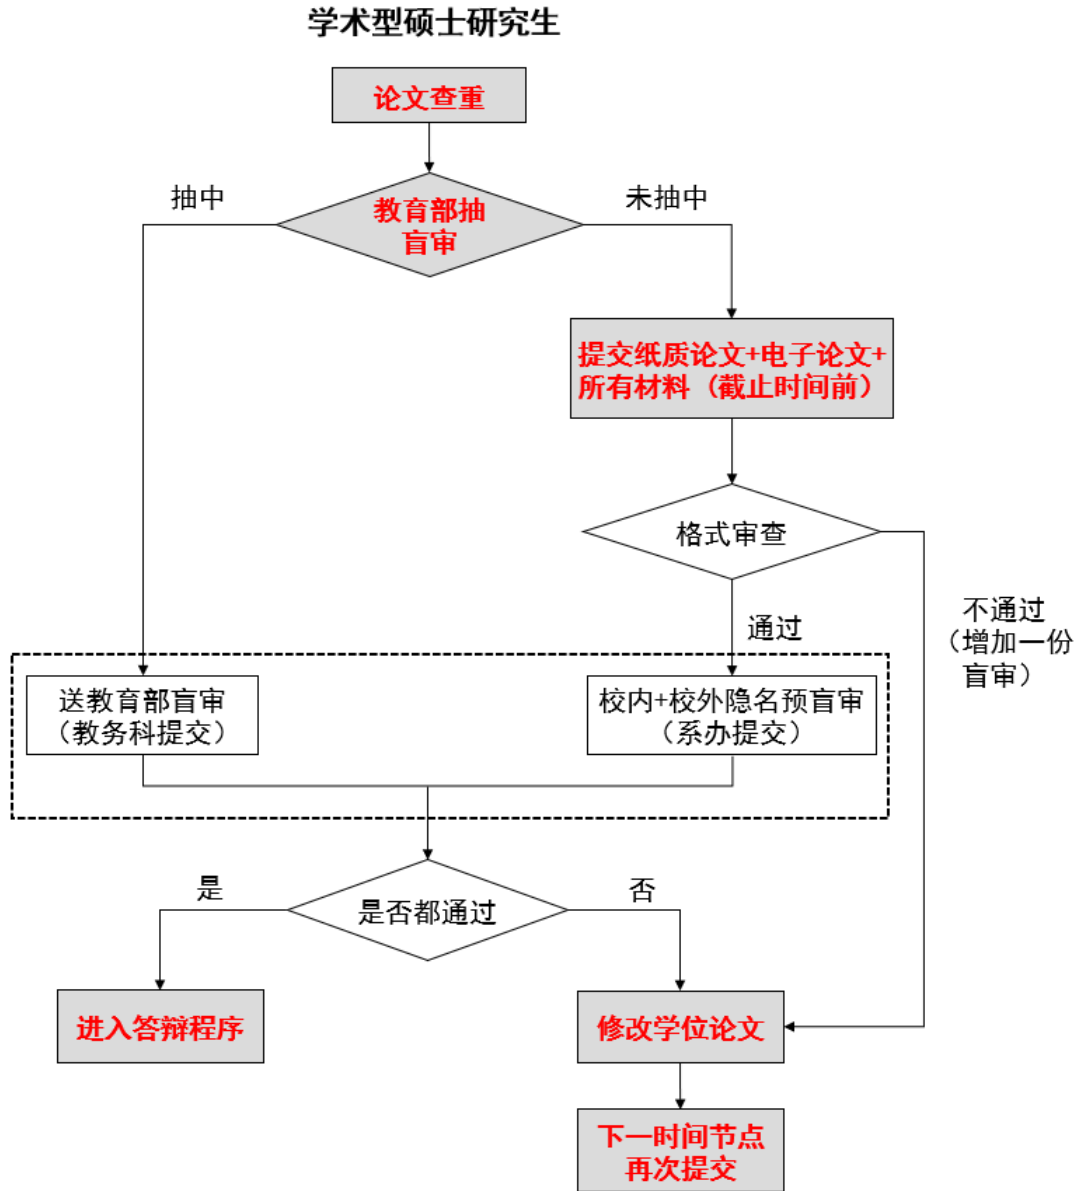 学术型硕士研究生
论文查重
抽中
未抽中
教育部抽
盲审
提交纸质论文+电子论文+
所有材料（截止时间前）
格式审查
不通过
（增加一份
盲审）
通过
送教育部盲审
（教务科提交）
校内+校外隐名预盲审
（系办提交）
是
否
是否都通过
进入答辩程序
修改学位论文
下一时间节点
再次提交